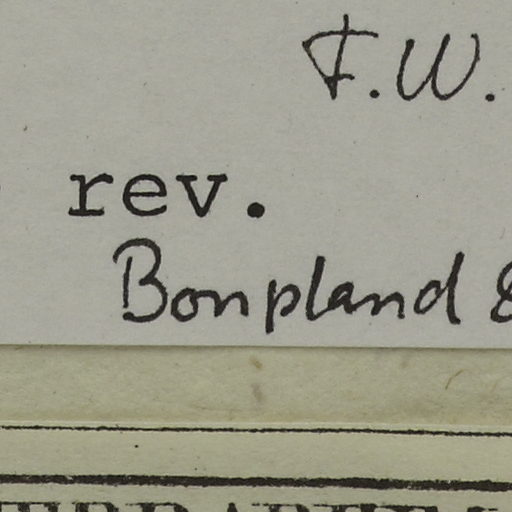 F.W.
rev.
Bonpland &